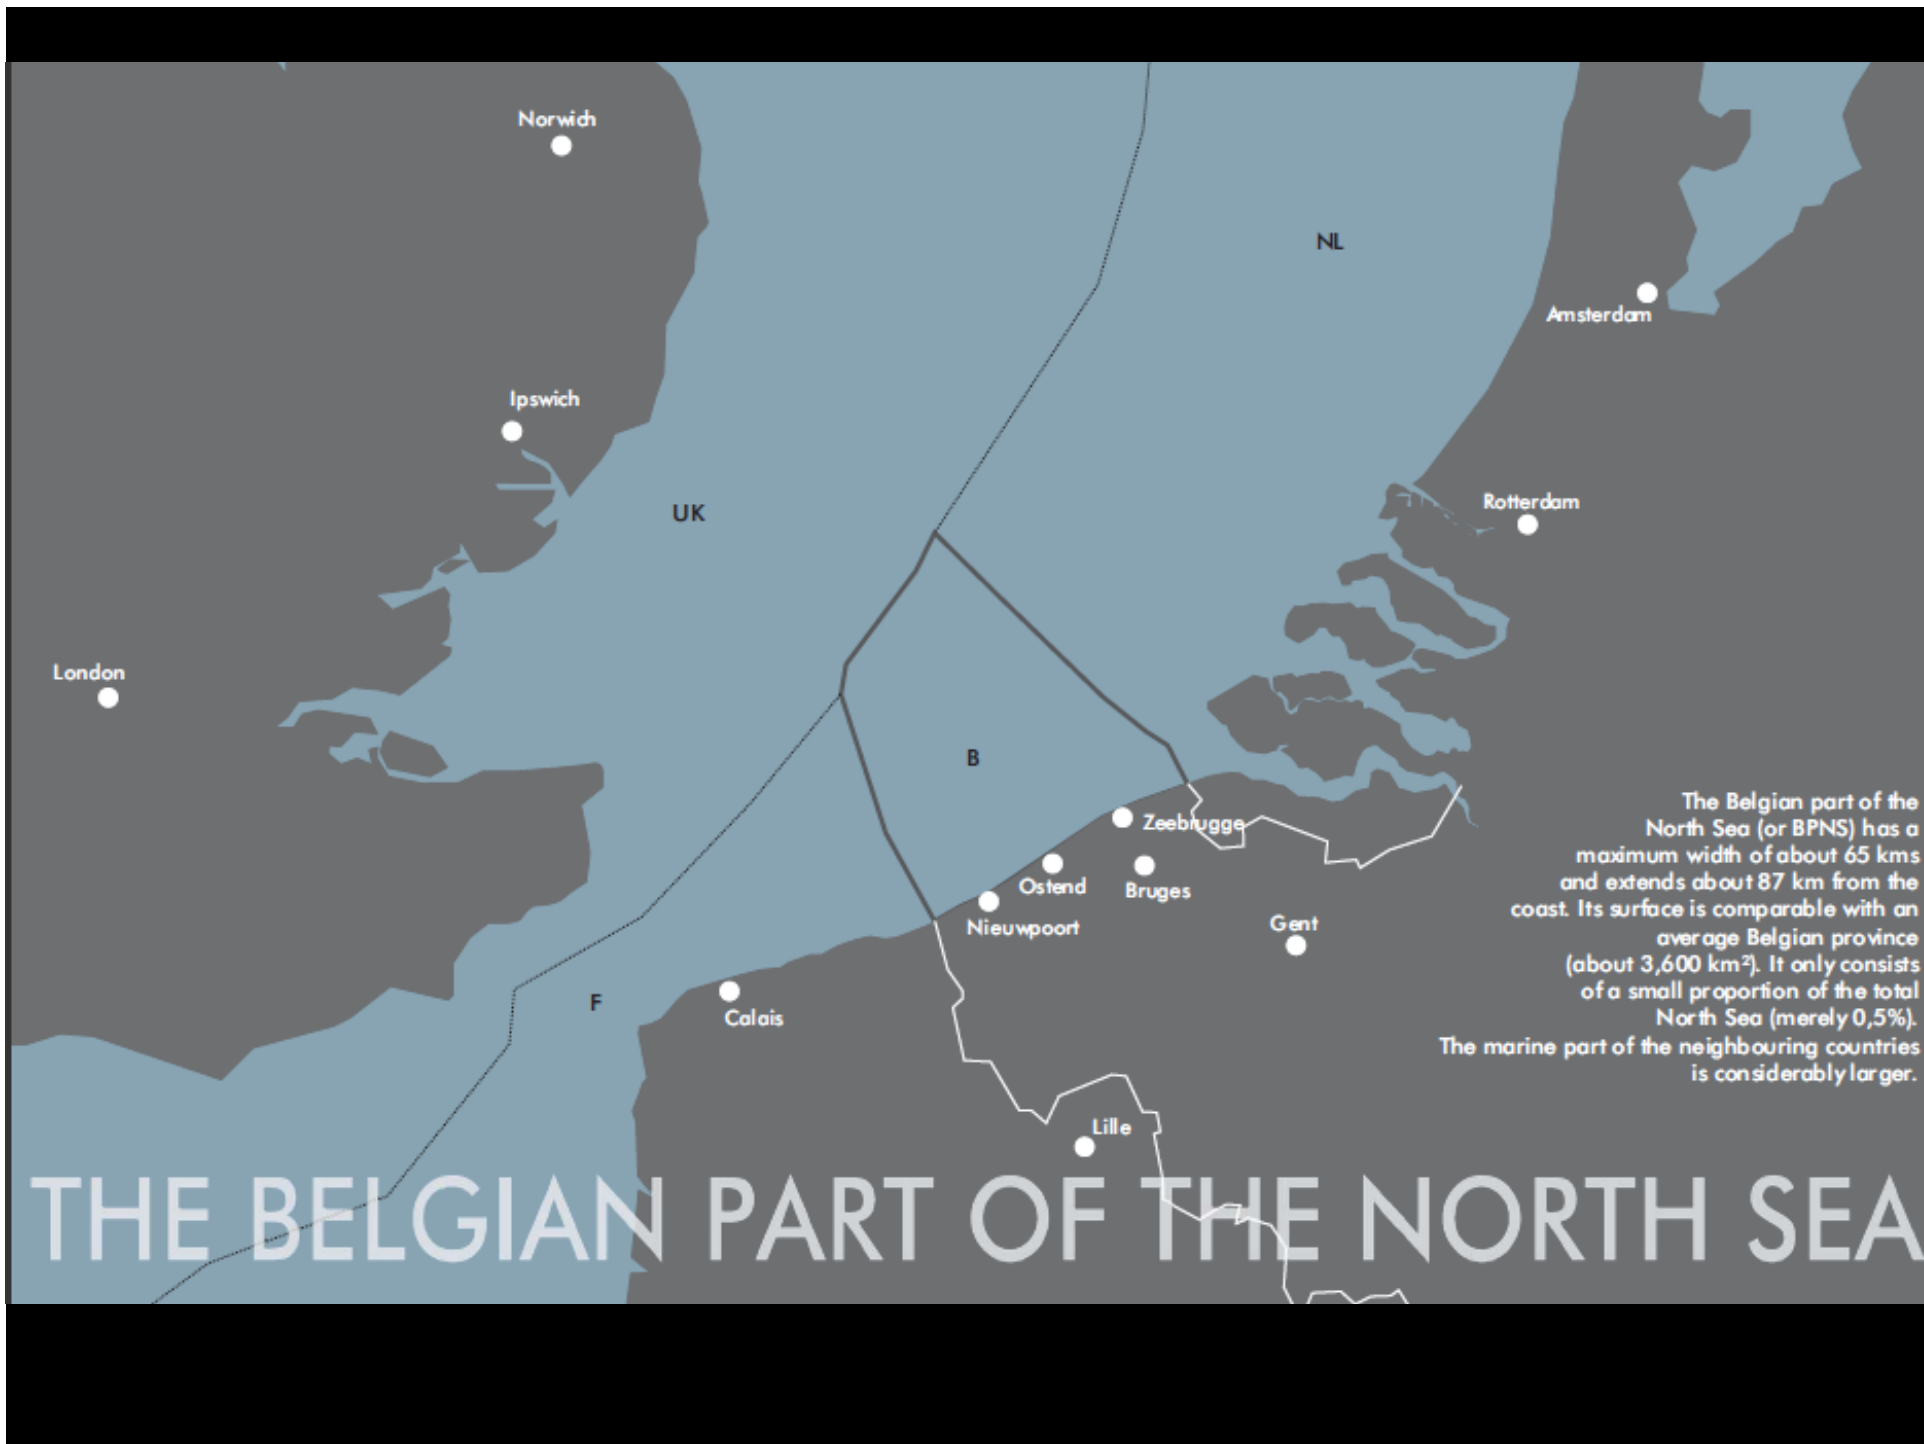 Norwich
NL
Amsterdam
Ipswich
Rotterdam
UK
London
B
Zeebrugge
Ostend
Bruges
Nieuwpoort
Gent
F
Calais
Lille
The Belgian part of the
North Sea (or BPNS) has a
maximum width of about 65 kms
and extends about 87 km from the
coast. Its surface is comparable with an
average Belgian province
(about 3,600 km²). It only consists
of a small proportion of the total
North Sea (merely 0,5%).
The marine part of the neighbouring countries
is considerably larger.
THE BELGIAN PART OF THE NORTH SEA